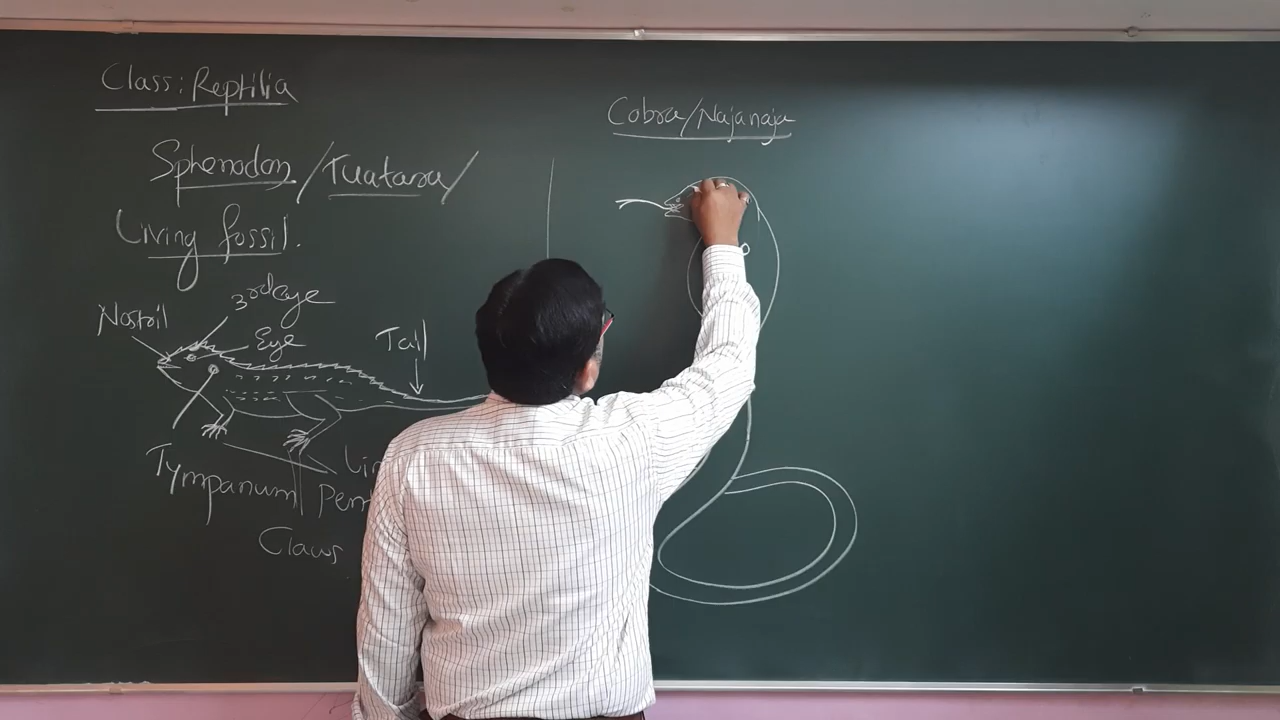 Class: Reptilia
Sphenodon/Tuatara/
Living fossil.
Nostril
3rd eye
Eye
Tail
Tympanum
Claws
Cobra/Naja naja